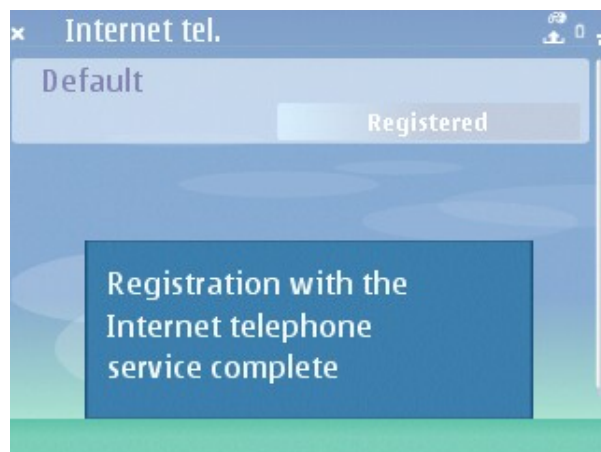 Internet tel.
Default
Registered
Registration with the
Internet telephone
service complete